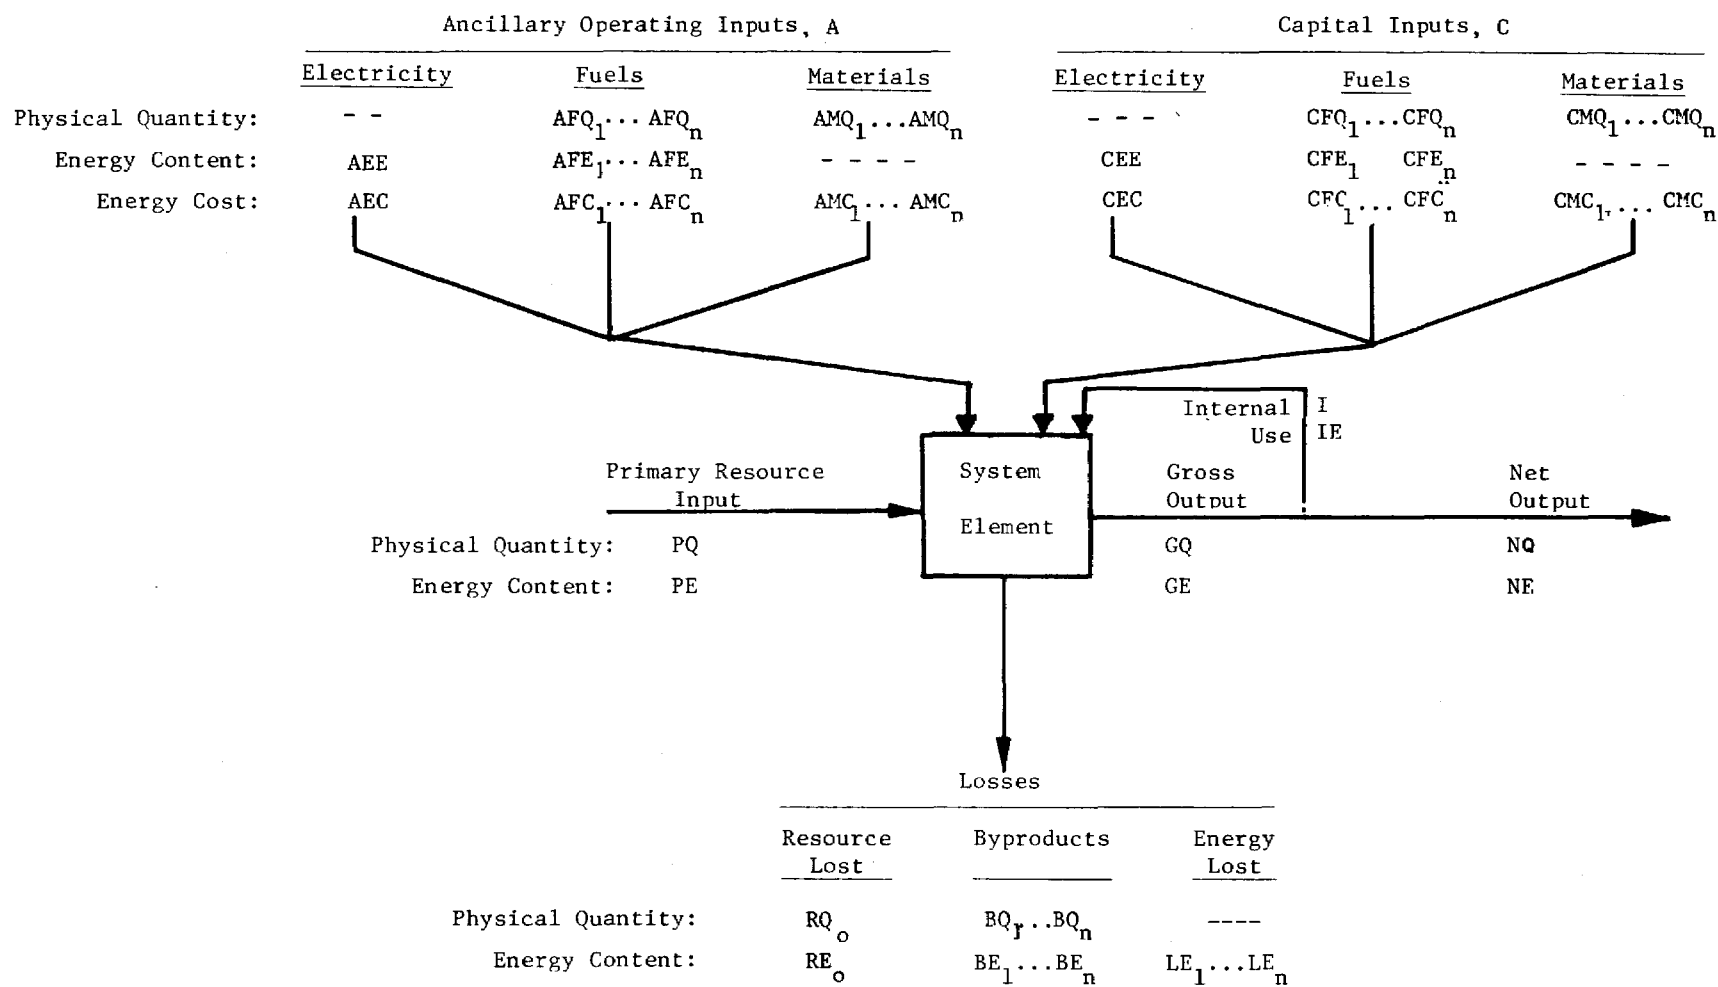 Ancillary Operating Inputs, A Capital Inputs, C
Electricity Fuels Materials Electricity Fuels Materials
Physical Quantity: - - AFQ1... AFQn AMQ1...AMQn - - - CFQ1...CFQn CMQ1...CMQn
Energy Content: AEE AFE1... AFEn - - - - CEE CFE1 CFEn - - - -
Energy Cost: AEC AFC1... AFCn AMC1... AMCn CEC CFC1... CFCn CMC1... CMCn
Internal I
Use IE
Primary Resource System Gross Net
Input Output Output
Element
Physical Quantity: PQ GQ NQ
Energy Content: PE GE NE
Losses
Resource Byproducts Energy
Lost Lost
Physical Quantity: RQo BQ1...BQn ----
Energy Content: REo BE1...BEn LE1...LEn